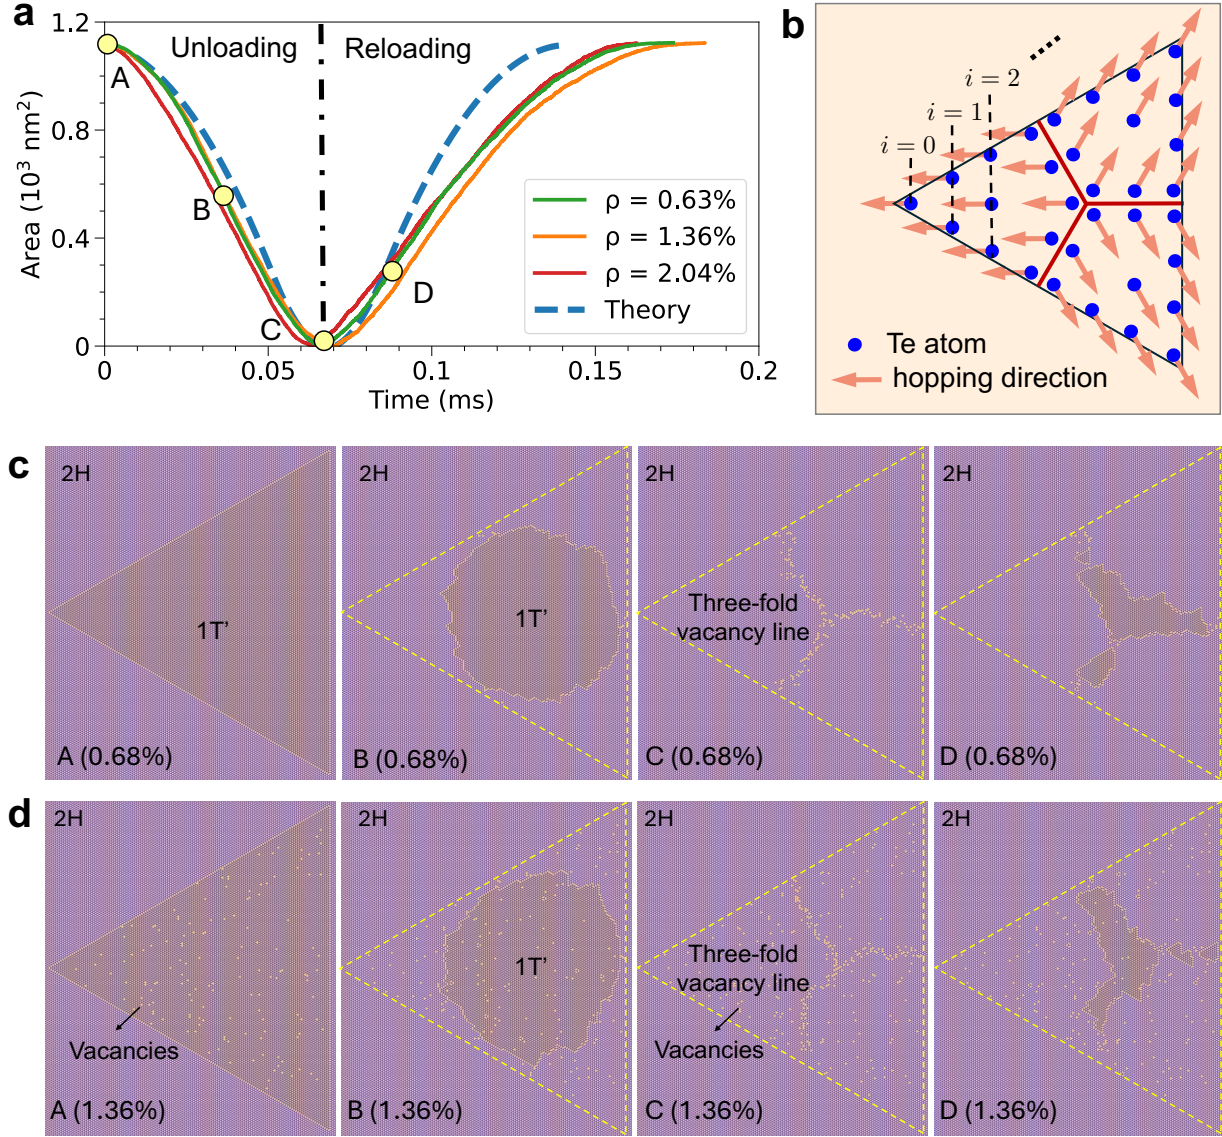 a
Area (10³ nm²)
1.2
0.8
0.4
0
Unloading
Reloading
A
B
C
D
ρ = 0.63%
ρ = 1.36%
ρ = 2.04%
Theory
0
0.05
0.1
0.15
0.2
Time (ms)
b
i = 2
i = 1
i = 0
Te atom
hopping direction
c
2H
1T'
A (0.68%)
2H
1T'
B (0.68%)
2H
Three-fold
vacancy line
C (0.68%)
2H
D (0.68%)
d
2H
Vacancies
A (1.36%)
2H
1T'
B (1.36%)
2H
Three-fold
vacancy line
Vacancies
C (1.36%)
2H
D (1.36%)